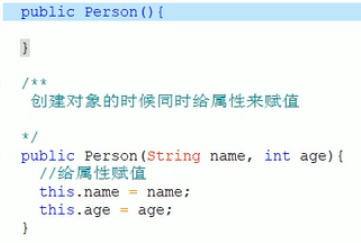 public Person(){
}
/**
创建对象的时候同时给属性来赋值
*/
public Person(String name, int age){
//给属性赋值
this.name = name;
this.age = age;
}